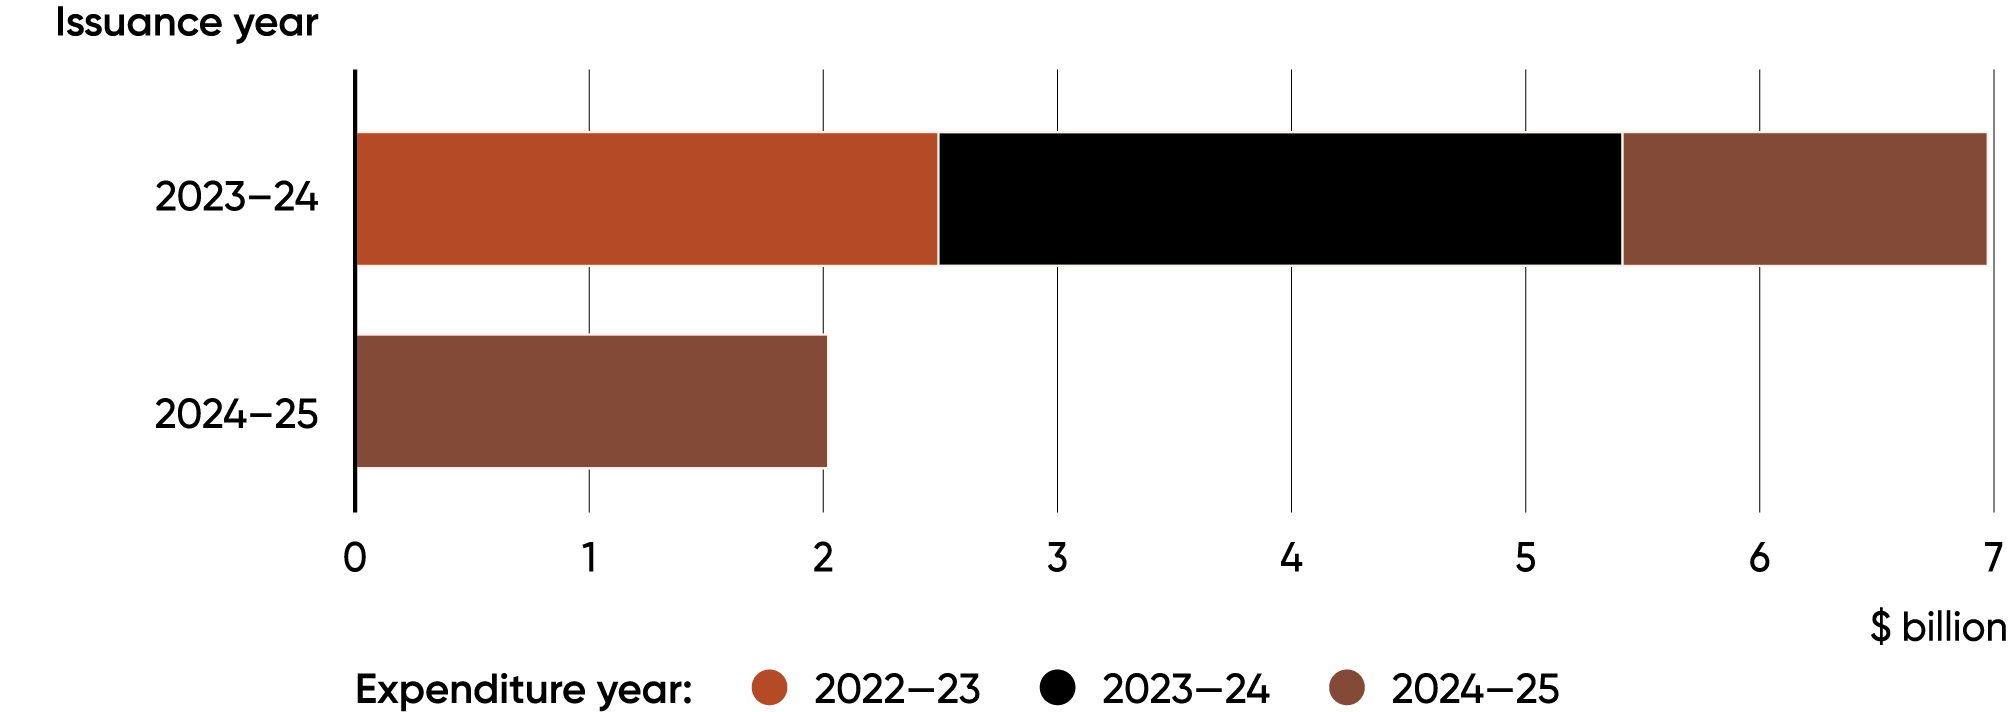 Issuance year
2023–24
2024–25
0 1 2 3 4 5 6 7
$ billion
Expenditure year: 2022–23 2023–24 2024–25